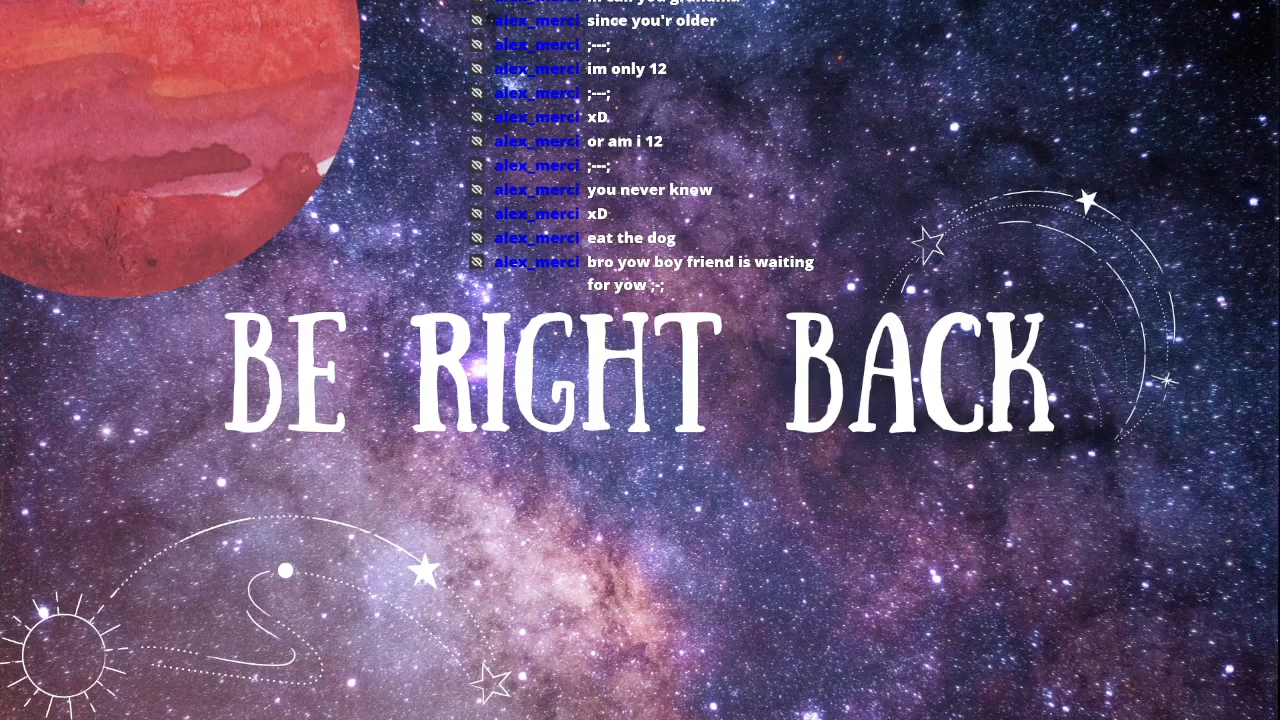 alex_merci since you'r older
alex_merci ;---;
alex_merci im only 12
alex_merci ;---;
alex_merci xD
alex_merci or am i 12
alex_merci ;---;
alex_merci you never know
alex_merci xD
alex_merci eat the dog
alex_merci bro yow boy friend is waiting
for yow ;-;
BE RIGHT BACK